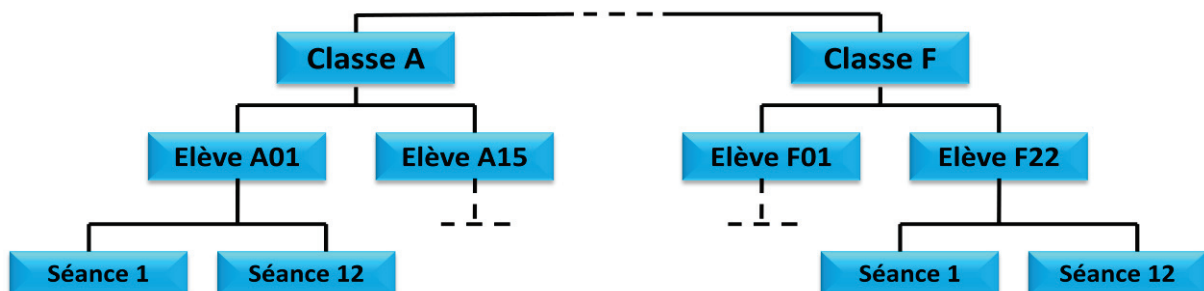 Classe A
Classe F
Elève A01
Elève A15
Elève F01
Elève F22
Séance 1
Séance 12
Séance 1
Séance 12